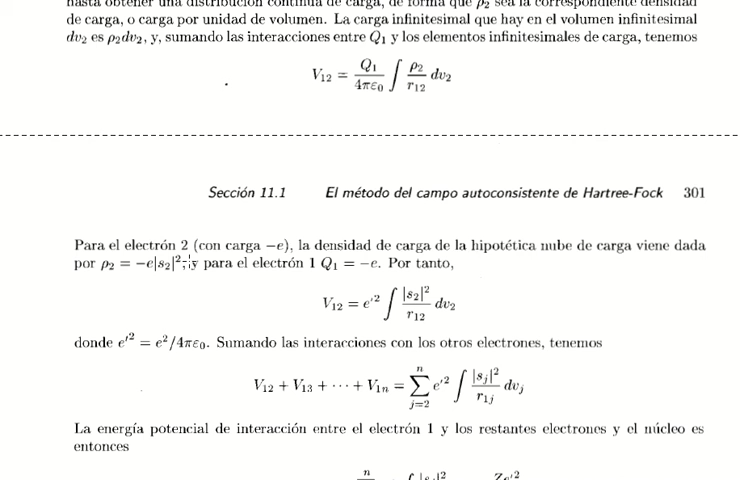 hasta obtener una distribución continua de carga, de forma que ρ₂ sea la correspondiente densidad
de carga, o carga por unidad de volumen. La carga infinitesimal que hay en el volumen infinitesimal
dv₂ es ρ₂dv₂, y, sumando las interacciones entre Q₁ y los elementos infinitesimales de carga, tenemos
V₁₂ = Q₁/4πε₀ ∫ ρ₂/r₁₂ dv₂
Sección 11.1 El método del campo autoconsistente de Hartree-Fock 301
Para el electrón 2 (con carga −e), la densidad de carga de la hipotética nube de carga viene dada
por ρ₂ = −e|s₂|², y para el electrón 1 Q₁ = −e. Por tanto,
V₁₂ = e′² ∫ |s₂|²/r₁₂ dv₂
donde e′² = e²/4πε₀. Sumando las interacciones con los otros electrones, tenemos
V₁₂ + V₁₃ + ··· + V₁ₙ = ∑ⁿⱼ₌₂ e′² ∫ |sⱼ|²/r₁ⱼ dvⱼ
La energía potencial de interacción entre el electrón 1 y los restantes electrones y el núcleo es
entonces